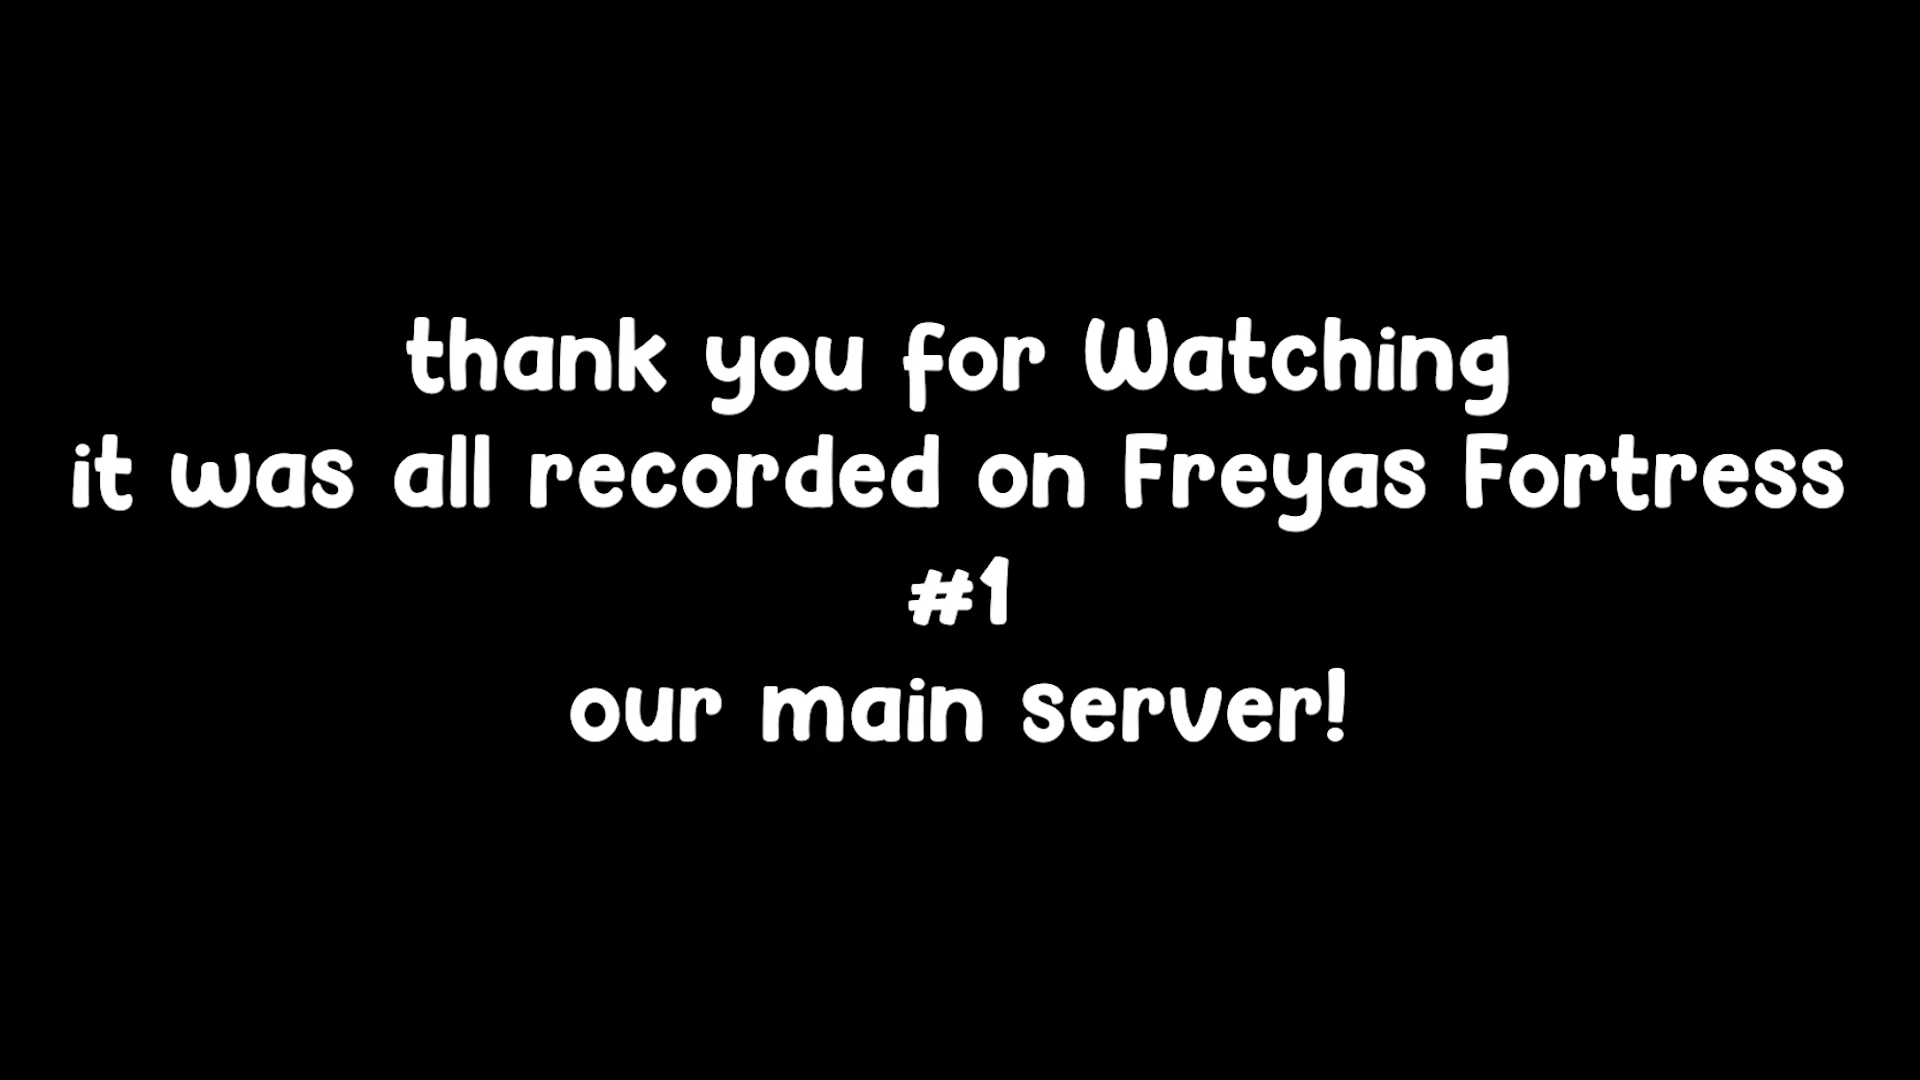 thank you for Watching
it was all recorded on Freyas Fortress
#1
our main server!